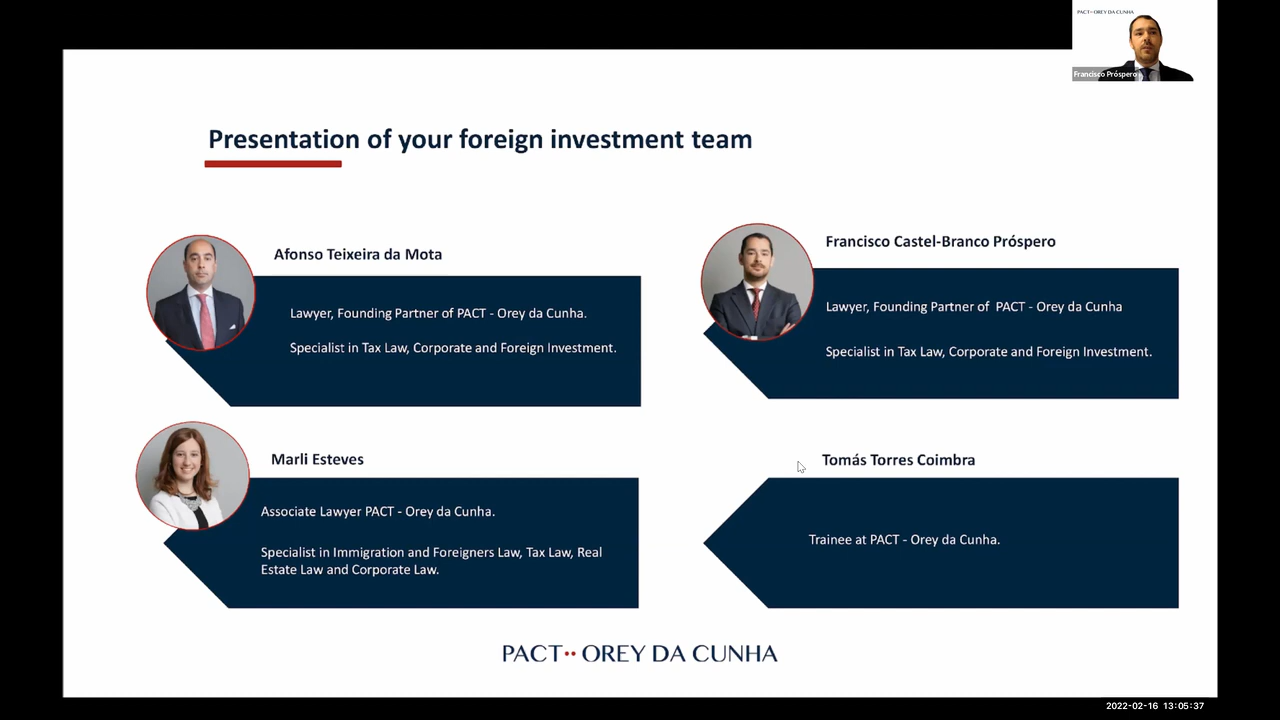 PACT·· OREY DA CUNHA
Francisco Próspero
Presentation of your foreign investment team
Afonso Teixeira da Mota
Lawyer, Founding Partner of PACT - Orey da Cunha.
Specialist in Tax Law, Corporate and Foreign Investment.
Francisco Castel-Branco Próspero
Lawyer, Founding Partner of PACT - Orey da Cunha
Specialist in Tax Law, Corporate and Foreign Investment.
Marli Esteves
Associate Lawyer PACT - Orey da Cunha.
Specialist in Immigration and Foreigners Law, Tax Law, Real
Estate Law and Corporate Law.
Tomás Torres Coimbra
Trainee at PACT - Orey da Cunha.
PACT·· OREY DA CUNHA
2022-02-16 13:05:37